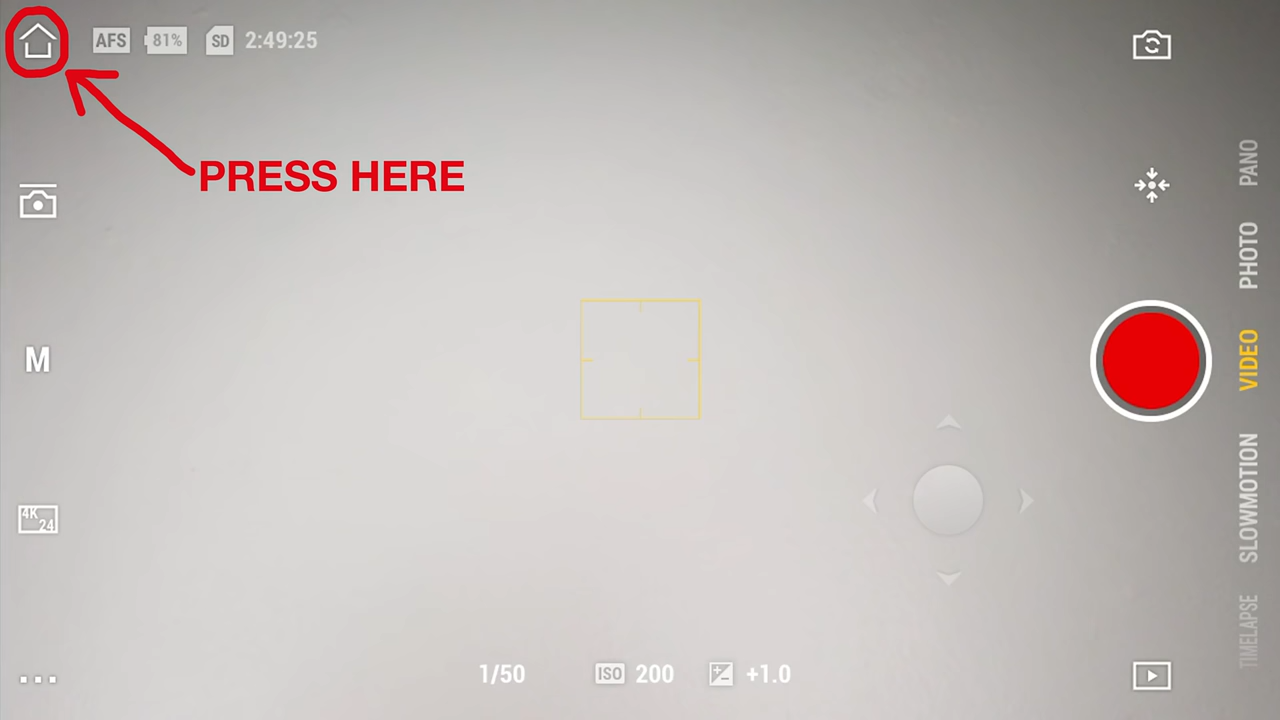 AFS 81% SD 2:49:25
PRESS HERE
PANO
PHOTO
M
VIDEO
SLOWMOTION
4K 24
TIMELAPSE
1/50 ISO 200 +1.0